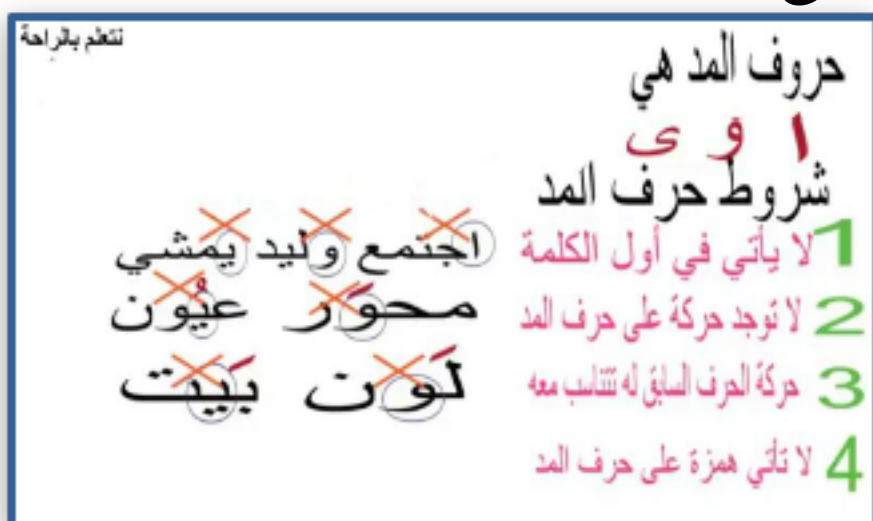 نتعلم بالراحة
حروف المد هي
ا و ى
شروط حرف المد
1 لا يأتي في أول الكلمة
اجتمع وليد يمشي
2 لا توجد حركة على حرف المد
محوَر عيُون
3 حركة الحرف السابق له تتناسب معه
لَون بَيت
4 لا تأتي همزة على حرف المد